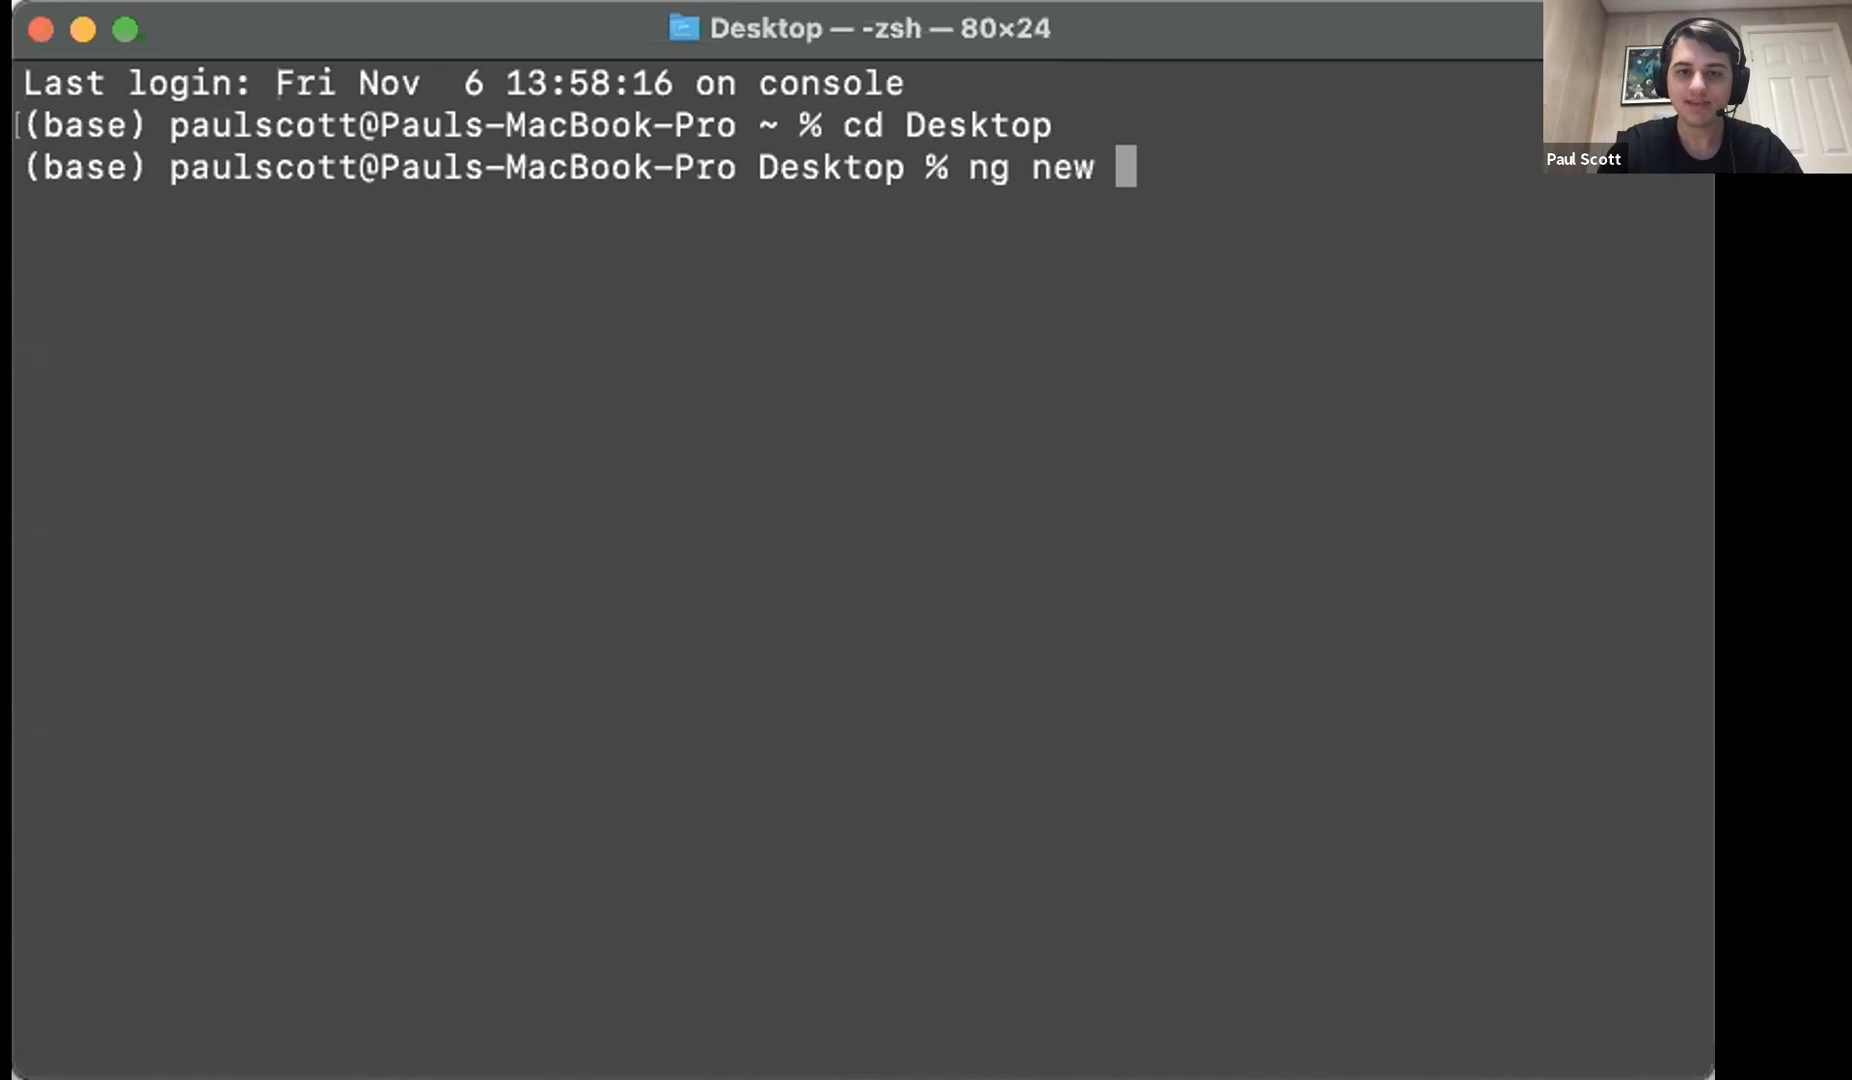 Desktop — -zsh — 80×24
Last login: Fri Nov  6 13:58:16 on console
[(base) paulscott@Pauls-MacBook-Pro ~ % cd Desktop
(base) paulscott@Pauls-MacBook-Pro Desktop % ng new
Paul Scott